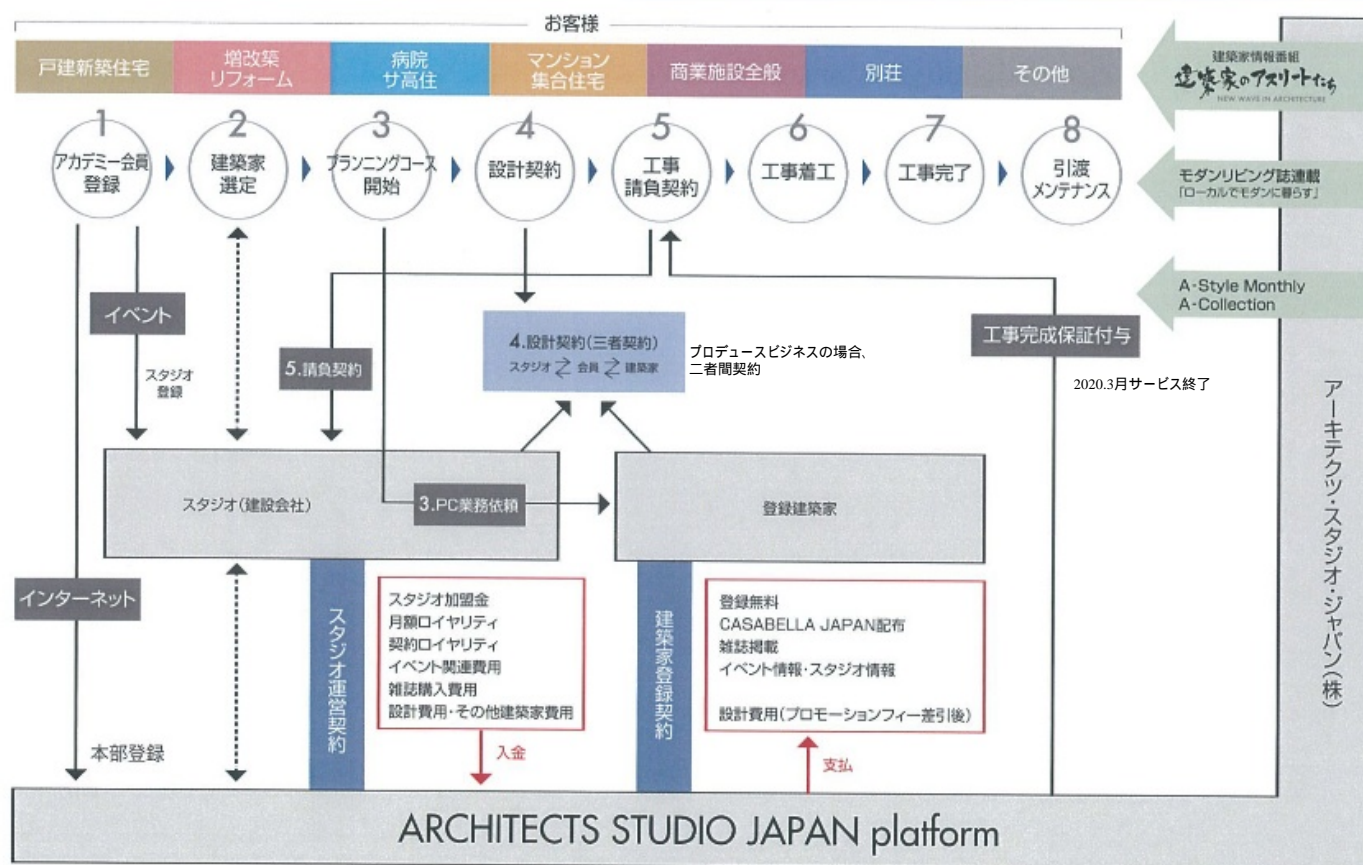 お客様
戸建新築住宅
増改築
リフォーム
病院
サ高住
マンション
集合住宅
商業施設全般
別荘
その他
建築家情報番組
建築家のアスリートたち
NEW WAVE IN ARCHITECTURE
1
アカデミー会員
登録
2
建築家
選定
3
プランニングコース
開始
4
設計契約
5
工事
請負契約
6
工事着工
7
工事完了
8
引渡
メンテナンス
モダンリビング誌連載
「ローカルでモダンに暮らす」
A-Style Monthly
A-Collection
イベント
スタジオ
登録
5.請負契約
4.設計契約(三者契約)
スタジオ ⇄ 会員 ⇄ 建築家
プロデュースビジネスの場合、
二者間契約
工事完成保証付与
2020.3月サービス終了
スタジオ(建設会社)
3.PC業務依頼
登録建築家
インターネット
本部登録
スタジオ運営契約
スタジオ加盟金
月額ロイヤリティ
契約ロイヤリティ
イベント関連費用
雑誌購入費用
設計費用・その他建築家費用
入金
建築家登録契約
登録無料
CASABELLA JAPAN配布
雑誌掲載
イベント情報・スタジオ情報
設計費用(プロモーションフィー差引後)
支払
アーキテクツ・スタジオ・ジャパン(株)
ARCHITECTS STUDIO JAPAN platform